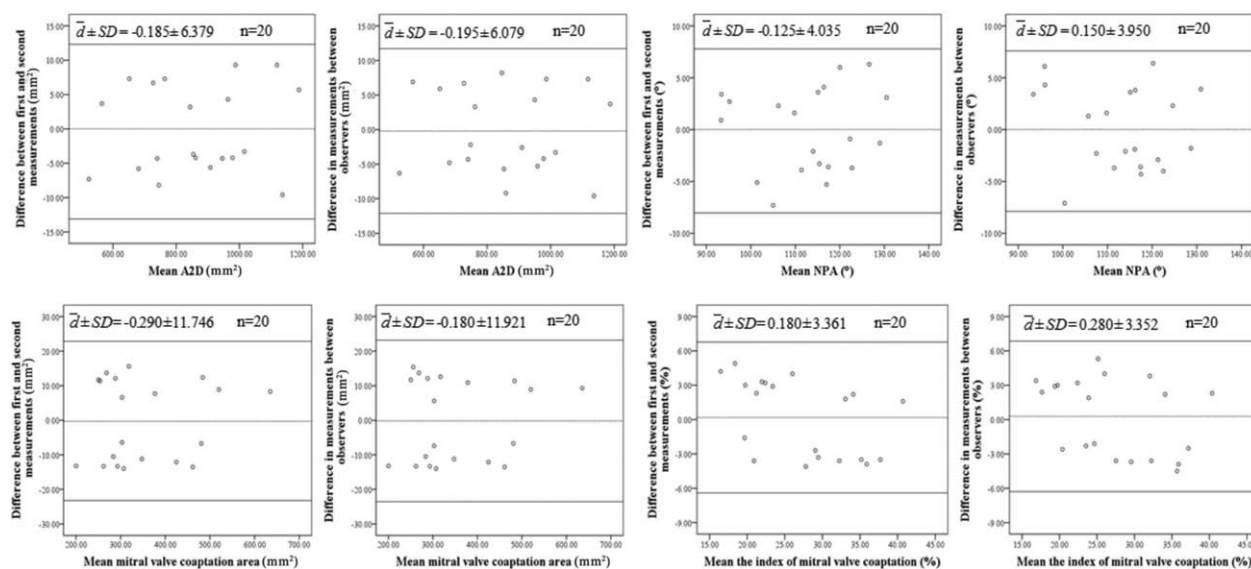 Difference between first and second
measurements (mm²)
d̄±SD=-0.185±6.379 n=20
15.00
10.00
5.00
0.00
-5.00
-10.00
-15.00
600.00 800.00 1000.00 1200.00
Mean A2D (mm²)
Difference in measurements between
observers (mm²)
d̄±SD=-0.195±6.079 n=20
15.00
10.00
5.00
0.00
-5.00
-10.00
-15.00
600.00 800.00 1000.00 1200.00
Mean A2D (mm²)
Difference between first and second
measurements (°)
d̄±SD=-0.125±4.035 n=20
10.00
5.00
0.00
-5.00
-10.00
90.00 100.00 110.00 120.00 130.00 140.00
Mean NPA (°)
Difference in measurements between
observers (°)
d̄±SD=0.150±3.950 n=20
10.00
5.00
0.00
-5.00
-10.00
90.00 100.00 110.00 120.00 130.00 140.00
Mean NPA (°)
Difference between first and second
measurements (mm²)
d̄±SD=-0.290±11.746 n=20
30.00
20.00
10.00
0.00
-10.00
-20.00
-30.00
200.00 300.00 400.00 500.00 600.00 700.00
Mean mitral valve coaptation area (mm²)
Difference in measurements between
observers (m²)
d̄±SD=-0.180±11.921 n=20
30.00
20.00
10.00
0.00
-10.00
-20.00
-30.00
200.00 300.00 400.00 500.00 600.00 700.00
Mean mitral valve coaptation area (mm²)
Difference between first and second
measurements (%)
d̄±SD=0.180±3.361 n=20
9.00
6.00
3.00
0.00
-3.00
-6.00
-9.00
15.00 20.00 25.00 30.00 35.00 40.00 45.00
Mean the index of mitral valve coaptation (%)
Difference in measurements between
observers (%)
d̄±SD=0.280±3.352 n=20
9.00
6.00
3.00
0.00
-3.00
-6.00
-9.00
15.00 20.00 25.00 30.00 35.00 40.00 45.00
Mean the index of mitral valve coaptation (%)